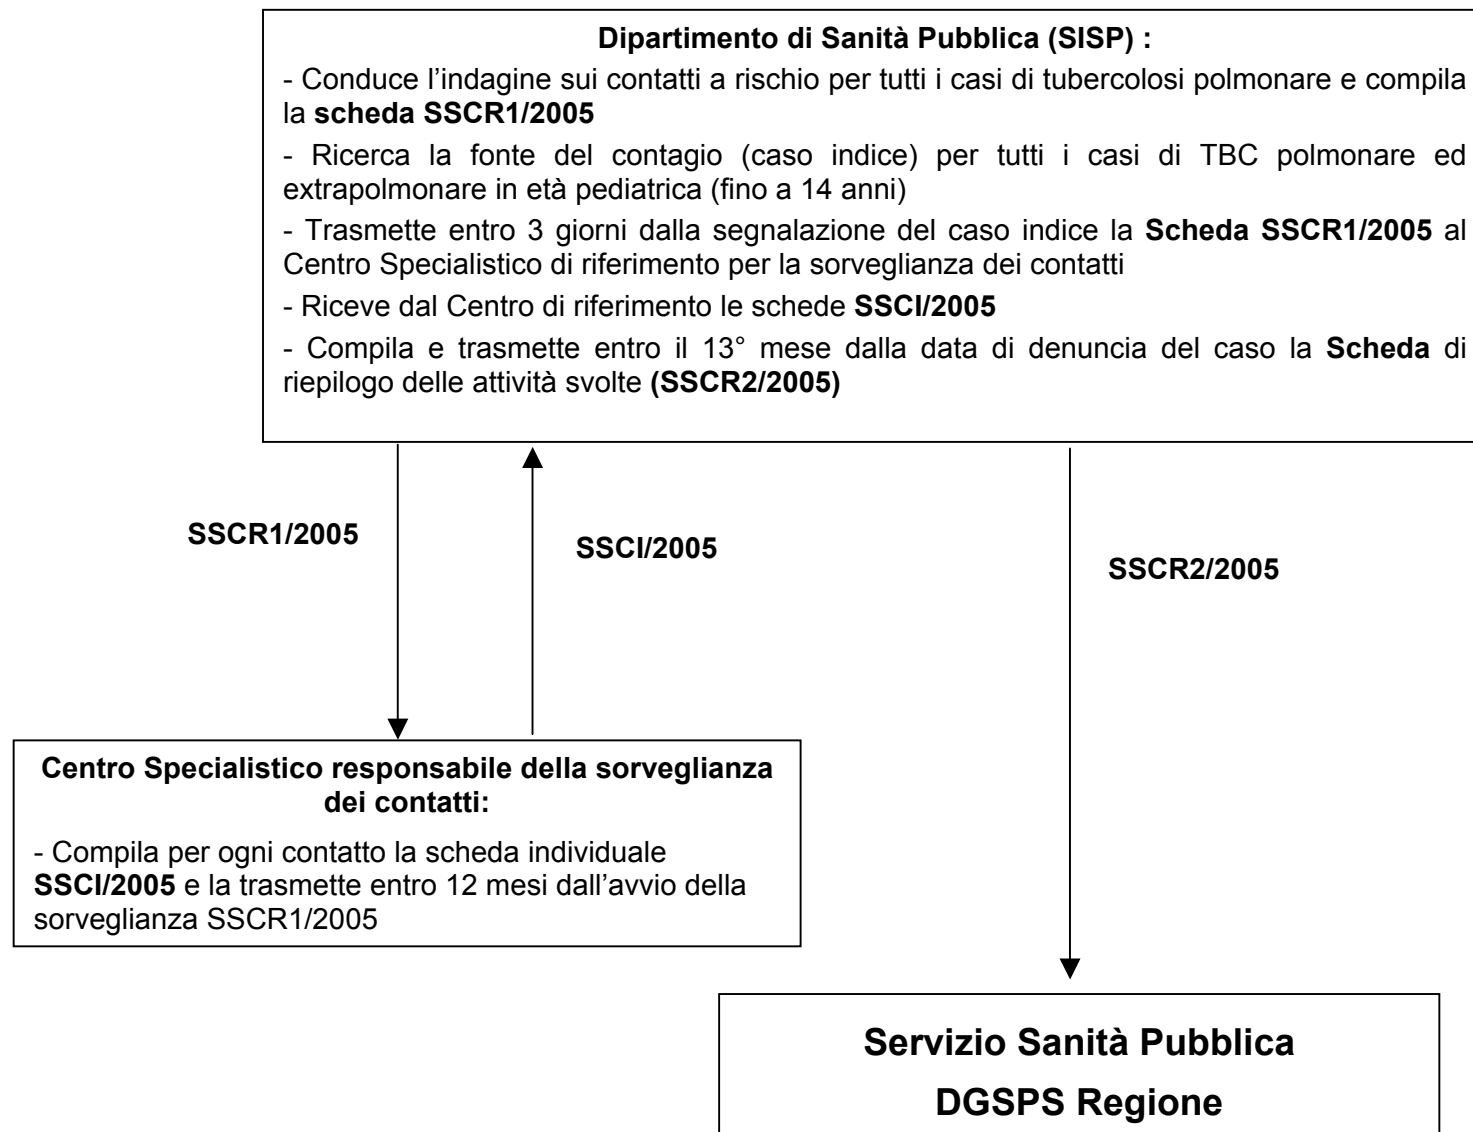 Dipartimento di Sanità Pubblica (SISP) :
- Conduce l’indagine sui contatti a rischio per tutti i casi di tubercolosi polmonare e compila
la scheda SSCR1/2005
- Ricerca la fonte del contagio (caso indice) per tutti i casi di TBC polmonare ed
extrapolmonare in età pediatrica (fino a 14 anni)
- Trasmette entro 3 giorni dalla segnalazione del caso indice la Scheda SSCR1/2005 al
Centro Specialistico di riferimento per la sorveglianza dei contatti
- Riceve dal Centro di riferimento le schede SSCI/2005
- Compila e trasmette entro il 13° mese dalla data di denuncia del caso la Scheda di
riepilogo delle attività svolte (SSCR2/2005)
SSCR1/2005
SSCI/2005
SSCR2/2005
Centro Specialistico responsabile della sorveglianza
dei contatti:
- Compila per ogni contatto la scheda individuale
SSCI/2005 e la trasmette entro 12 mesi dall’avvio della
sorveglianza SSCR1/2005
Servizio Sanità Pubblica
DGSPS Regione